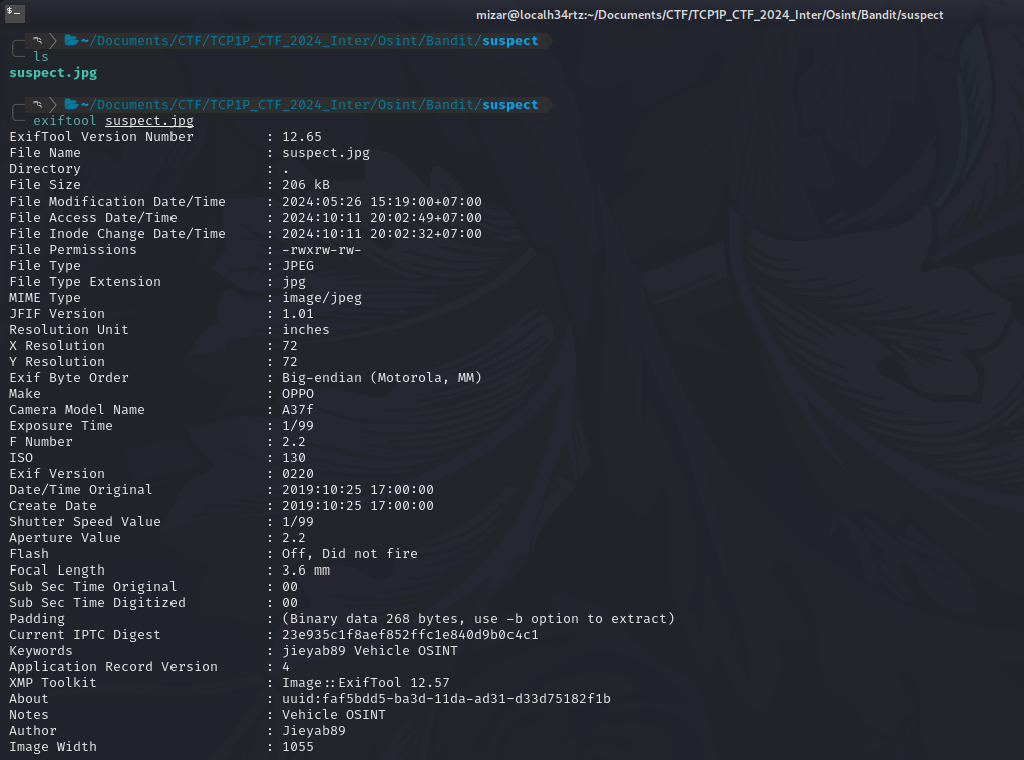 mizar@localh34rtz:~/Documents/CTF/TCP1P_CTF_2024_Inter/Osint/Bandit/suspect
~/Documents/CTF/TCP1P_CTF_2024_Inter/Osint/Bandit/suspect
ls
suspect.jpg
~/Documents/CTF/TCP1P_CTF_2024_Inter/Osint/Bandit/suspect
exiftool suspect.jpg
ExifTool Version Number : 12.65
File Name : suspect.jpg
Directory : .
File Size : 206 kB
File Modification Date/Time : 2024:05:26 15:19:00+07:00
File Access Date/Time : 2024:10:11 20:02:49+07:00
File Inode Change Date/Time : 2024:10:11 20:02:32+07:00
File Permissions : -rwxrw-rw-
File Type : JPEG
File Type Extension : jpg
MIME Type : image/jpeg
JFIF Version : 1.01
Resolution Unit : inches
X Resolution : 72
Y Resolution : 72
Exif Byte Order : Big-endian (Motorola, MM)
Make : OPPO
Camera Model Name : A37f
Exposure Time : 1/99
F Number : 2.2
ISO : 130
Exif Version : 0220
Date/Time Original : 2019:10:25 17:00:00
Create Date : 2019:10:25 17:00:00
Shutter Speed Value : 1/99
Aperture Value : 2.2
Flash : Off, Did not fire
Focal Length : 3.6 mm
Sub Sec Time Original : 00
Sub Sec Time Digitized : 00
Padding : (Binary data 268 bytes, use -b option to extract)
Current IPTC Digest : 23e935c1f8aef852ffc1e840d9b0c4c1
Keywords : jieyab89 Vehicle OSINT
Application Record Version : 4
XMP Toolkit : Image::ExifTool 12.57
About : uuid:faf5bdd5-ba3d-11da-ad31-d33d75182f1b
Notes : Vehicle OSINT
Author : Jieyab89
Image Width : 1055